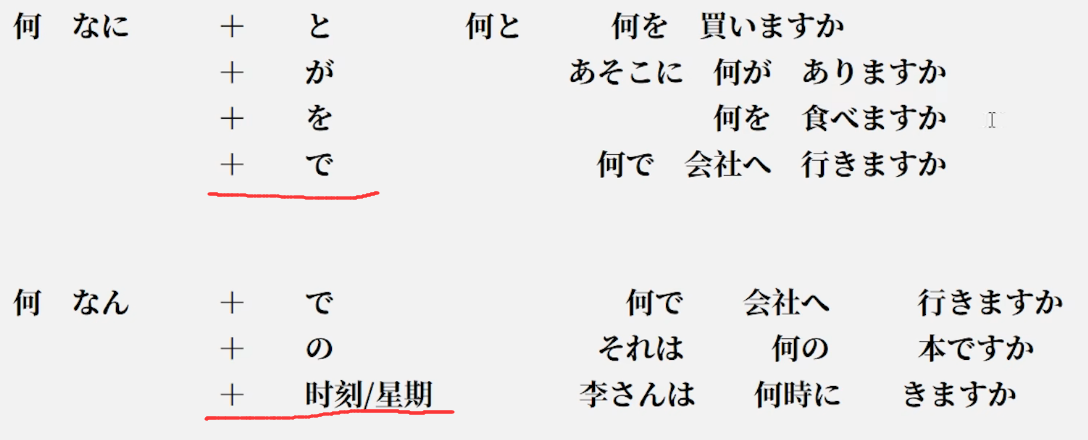 何 なに ＋ と 何と 何を 買いますか
＋ が あそこに 何が ありますか
＋ を 何を 食べますか
＋ で 何で 会社へ 行きますか
何 なん ＋ で 何で 会社へ 行きますか
＋ の それは 何の 本ですか
＋ 时刻/星期 李さんは 何時に きますか